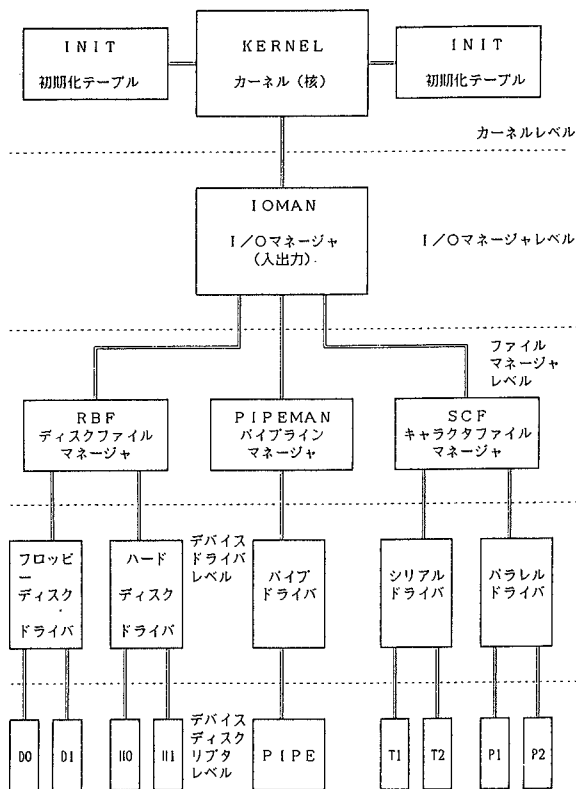 INIT
初期化テーブル
KERNEL
カーネル（核）
INIT
初期化テーブル
カーネルレベル
IOMAN
I／Oマネージャ
（入出力）
I／Oマネージャレベル
ファイル
マネージャ
レベル
RBF
ディスクファイル
マネージャ
PIPEMAN
パイプライン
マネージャ
SCF
キャラクタファイル
マネージャ
フロッピ
ー
ディスク
ドライバ
ハード
ディスク
ドライバ
デバイス
ドライバ
レベル
パイプ
ドライバ
シリアル
ドライバ
パラレル
ドライバ
D0
D1
H0
H1
デバイス
ディスク
リプタ
レベル
PIPE
T1
T2
P1
P2